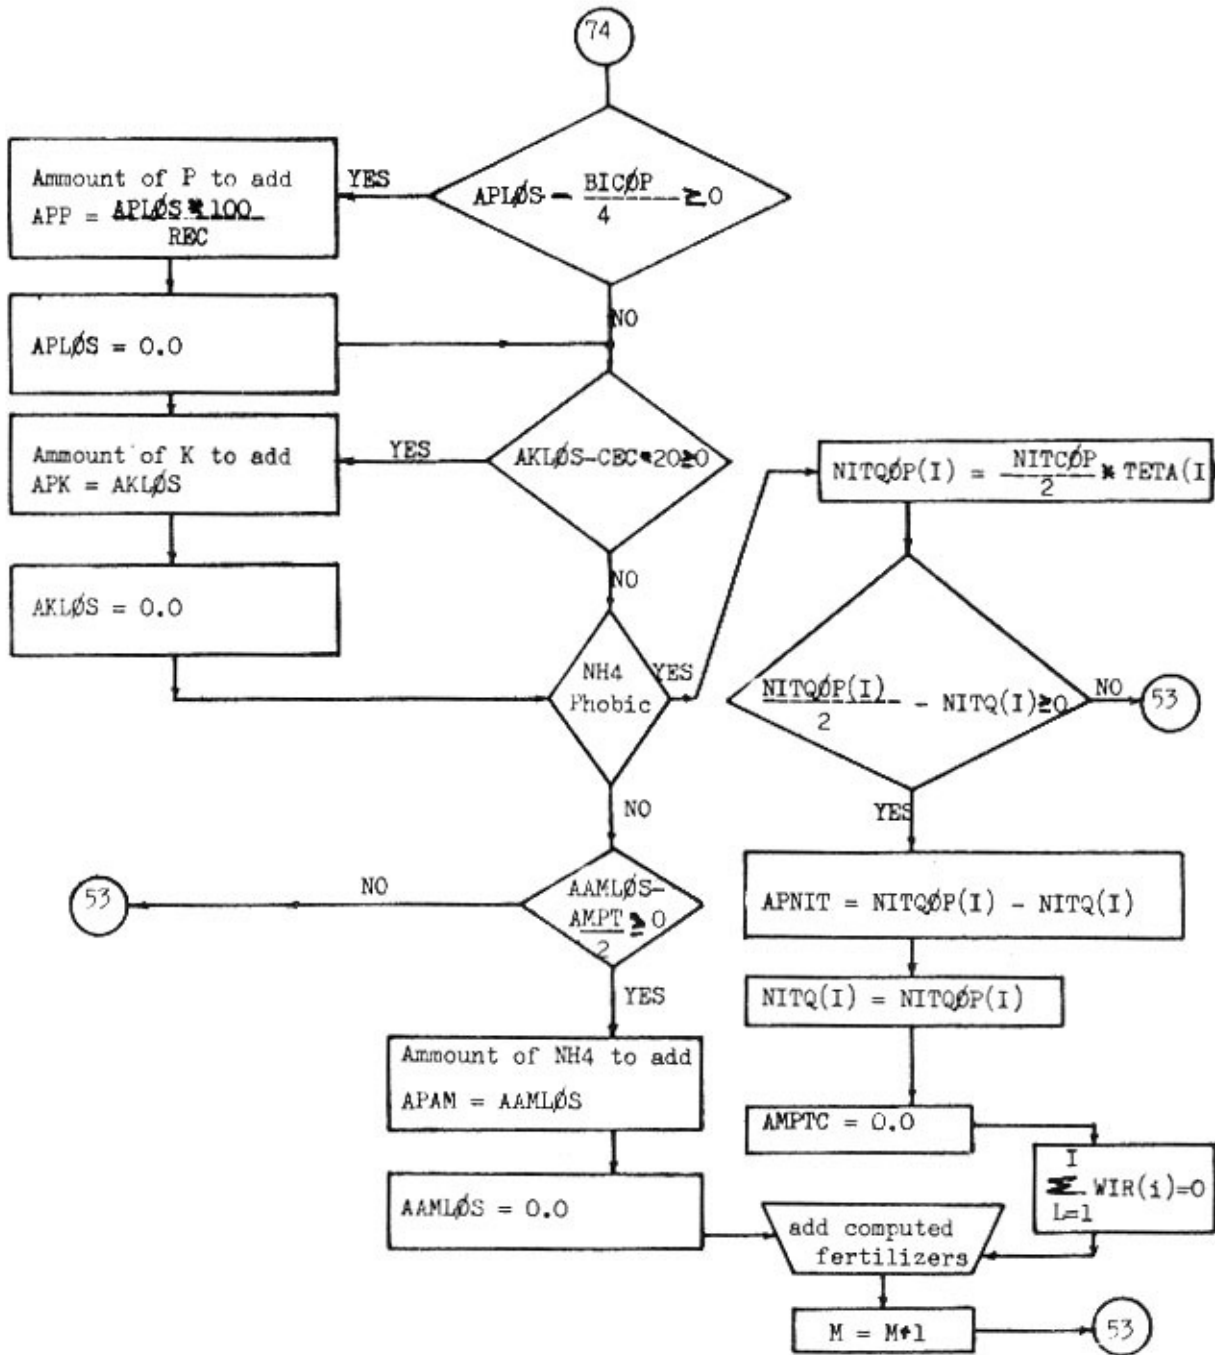 74
APLØS - BICØP ≥ 0
4
YES
Ammount of P to add
APP = APLØS * 100
REC
NO
APLØS = 0.0
AKLØS-CEC*20≥0
YES
Ammount of K to add
APK = AKLØS
NO
AKLØS = 0.0
NH4
Phobic
YES
NITQØP(I) = NITCØP * TETA(I
2
NITQØP(I) - NITQ(I)≥0
2
NO
53
YES
NO
AAMLØS-
AMPT ≥ 0
2
NO
53
YES
APNIT = NITQØP(I) - NITQ(I)
NITQ(I) = NITQØP(I)
Ammount of NH4 to add
APAM = AAMLØS
AMPTC = 0.0
I
Σ WIR(i)=0
L=1
AAMLØS = 0.0
add computed
fertilizers
M = M+1
53